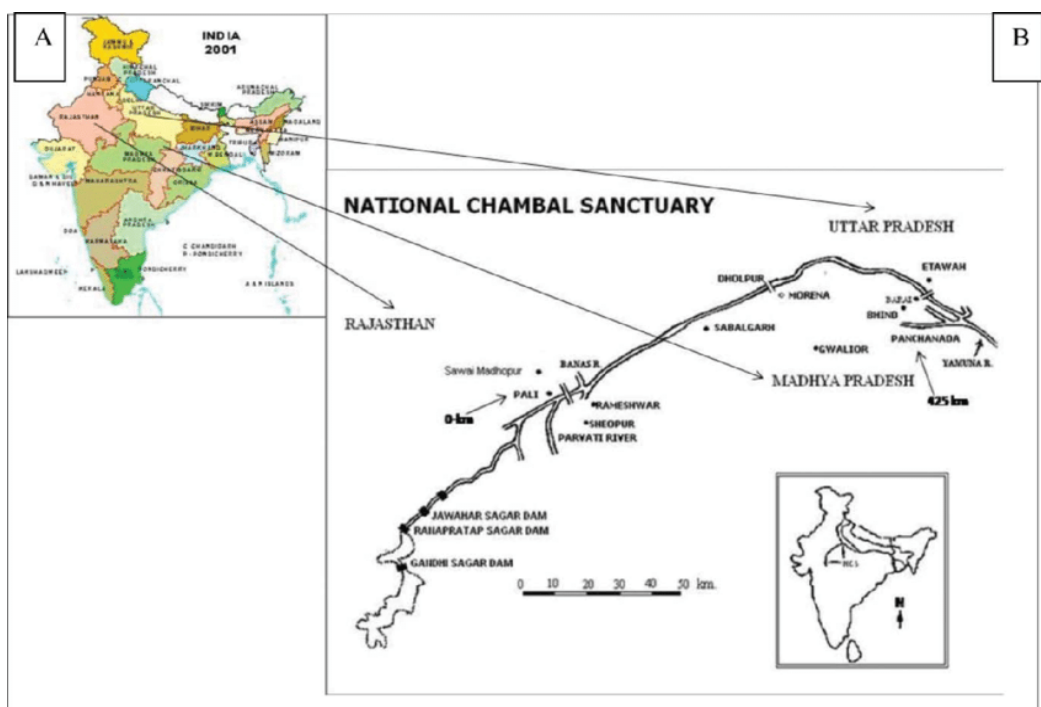 A
B
INDIA
2001
HIMACHAL
PRADESH
PUNJAB
HARYANA
DELHI
UTTAR
PRADESH
RAJASTHAN
SIKKIM
ARUNACHAL
PRADESH
ASSAM
NAGALAND
MANIPUR
MIZORAM
TRIPURA
BIHAR
JHARKHAND
W.BENGAL
GUJARAT
MADHYA
PRADESH
ORISSA
MAHARASHTRA
GOA
ANDHRA
PRADESH
KARNATAKA
C CHANDIGARH
P - PONDICHERRY
LAKSHADWEEP
PONDICHERRY
KERALA
A & N ISLANDS
NATIONAL CHAMBAL SANCTUARY
UTTAR PRADESH
DHOLPUR
ETAWAH
MORENA
BARAI
BHIND
RAJASTHAN
SABALGARH
PANCHANADA
GWALIOR
YAMUNA R.
BANAS R.
Sawai Madhopur
MADHYA PRADESH
PALI
425 km
0-km
RAMESHWAR
SHEOPUR
PARVATI RIVER
JAWAHAR SAGAR DAM
RANAPRATAP SAGAR DAM
GANDHI SAGAR DAM
0 10 20 30 40 50 km.
NCS
N